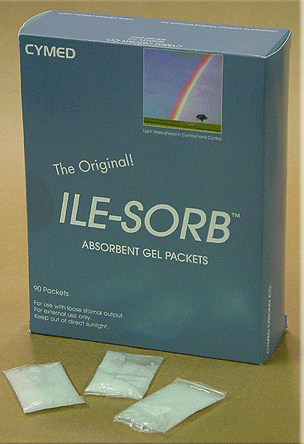 CYMED
Light Years ahead in Comfort and Control
The Original!
ILE-SORB™
ABSORBENT GEL PACKETS
90 Packets
For use with loose stomal output.
For external use only.
Keep out of direct sunlight.